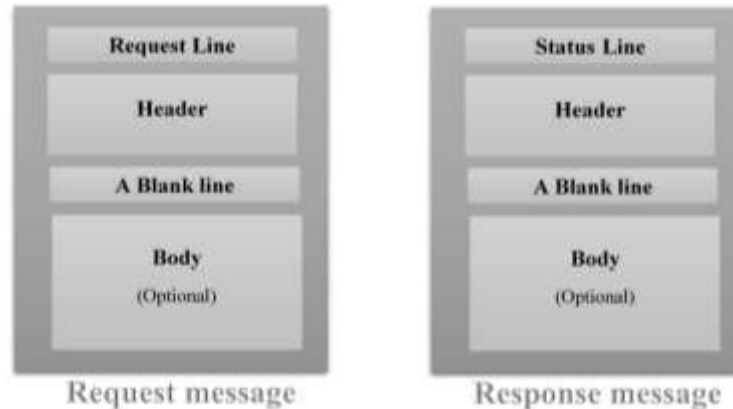 Request Line
Header
A Blank line
Body
(Optional)
Request message
Status Line
Header
A Blank line
Body
(Optional)
Response message